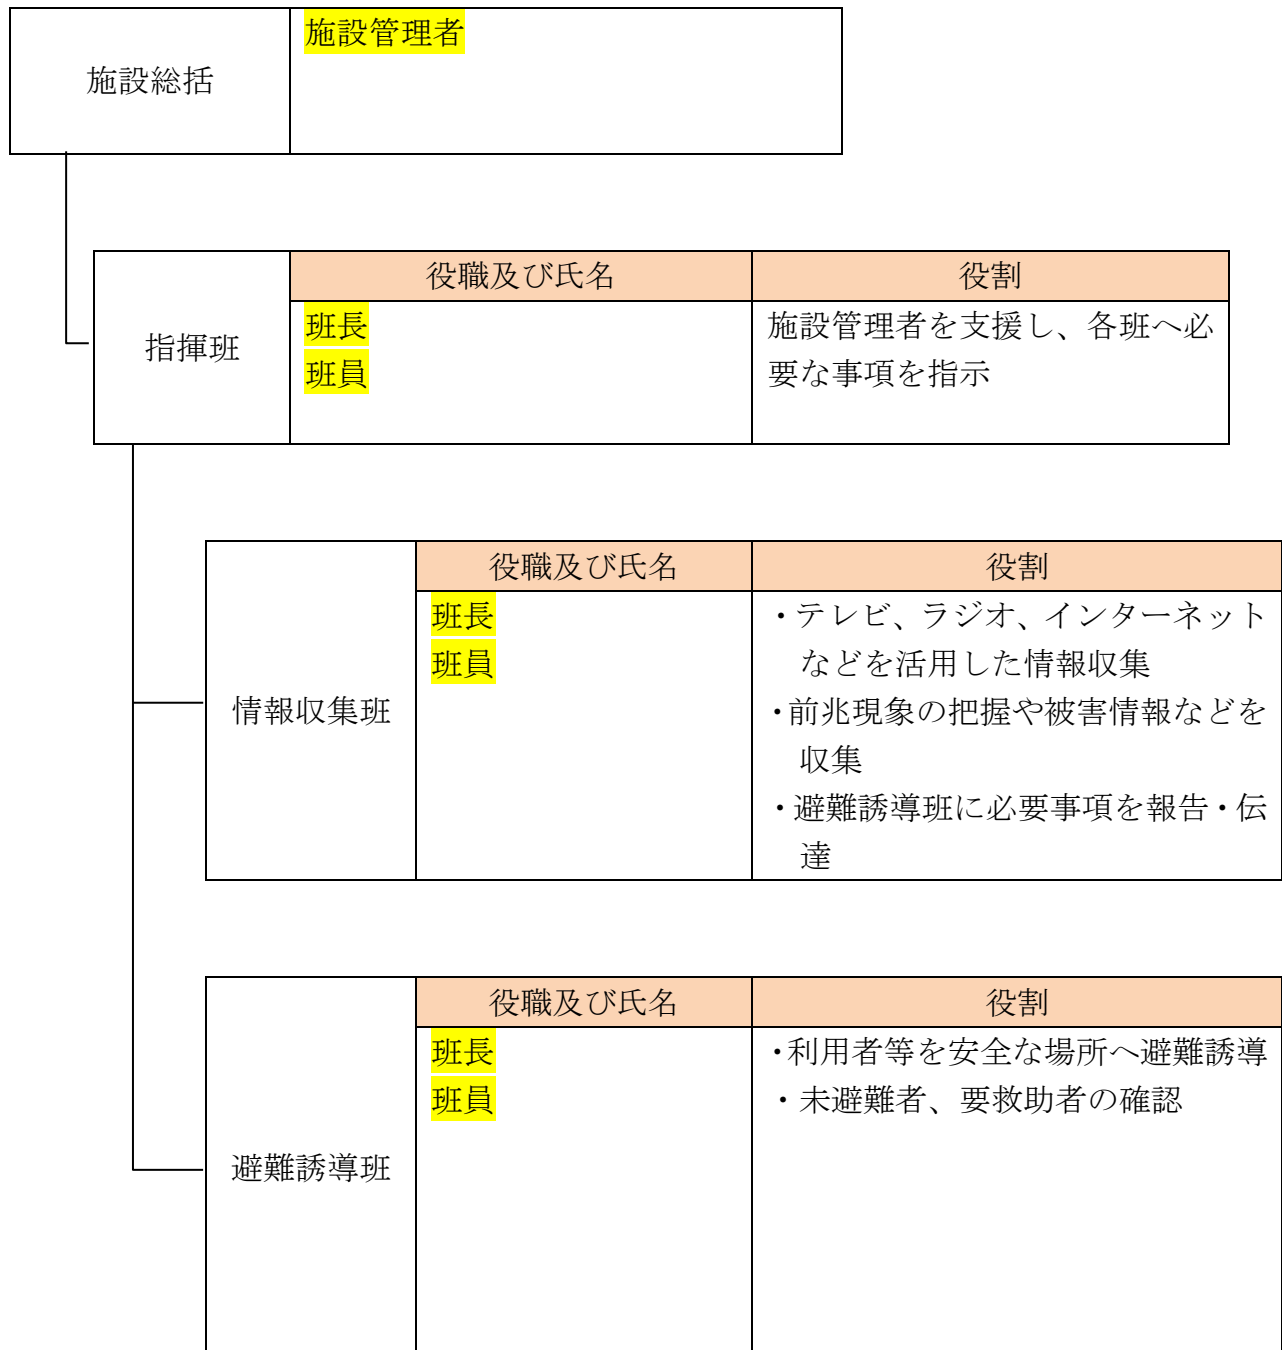 施設総括
施設管理者
指揮班
役職及び氏名
役割
班長
班員
施設管理者を支援し、各班へ必
要な事項を指示
情報収集班
役職及び氏名
役割
班長
班員
・テレビ、ラジオ、インターネット
などを活用した情報収集
・前兆現象の把握や被害情報などを
収集
・避難誘導班に必要事項を報告・伝
達
避難誘導班
役職及び氏名
役割
班長
班員
・利用者等を安全な場所へ避難誘導
・未避難者、要救助者の確認